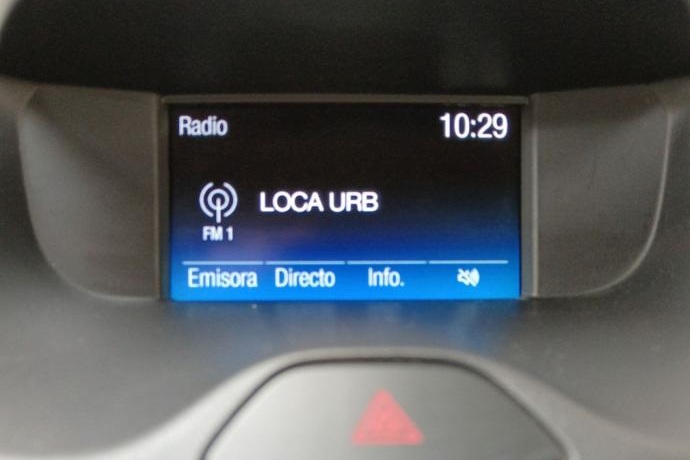 Radio 10:29
LOCA URB
FM 1
Emisora Directo Info.